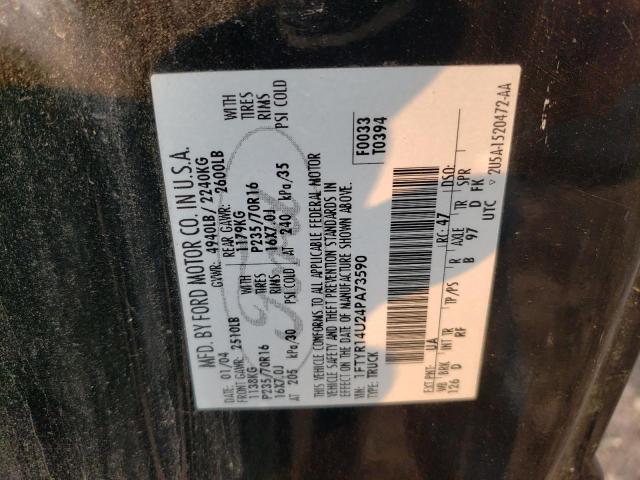 MFD. BY FORD MOTOR CO. IN U.S.A.
DATE: 01/04 GVWR: 4940LB/ 2240KG
FRONT GAWR: 2510LB REAR GAWR: 2600LB
1138KG 1179KG WITH
P235/70R16 WITH TIRES P235/70R16 TIRES
16X7.0J RIMS 16X7.0J RIMS
AT 205 kPa/30 PSI COLD AT 240 kPa/35 PSI COLD
THIS VEHICLE CONFORMS TO ALL APPLICABLE FEDERAL MOTOR
VEHICLE SAFETY AND THEFT PREVENTION STANDARDS IN
EFFECT ON THE DATE OF MANUFACTURE SHOWN ABOVE.
VIN: 1FTYR14U24PA73590 F0033
TYPE: TRUCK T0394
EXT PNT: UA RC: 47 DSO:
WB BRK INT TR TP/PS R AXLE TR SPR
126 D RF B 97 D FK
UTC 2U5A-1520472-AA
Ford